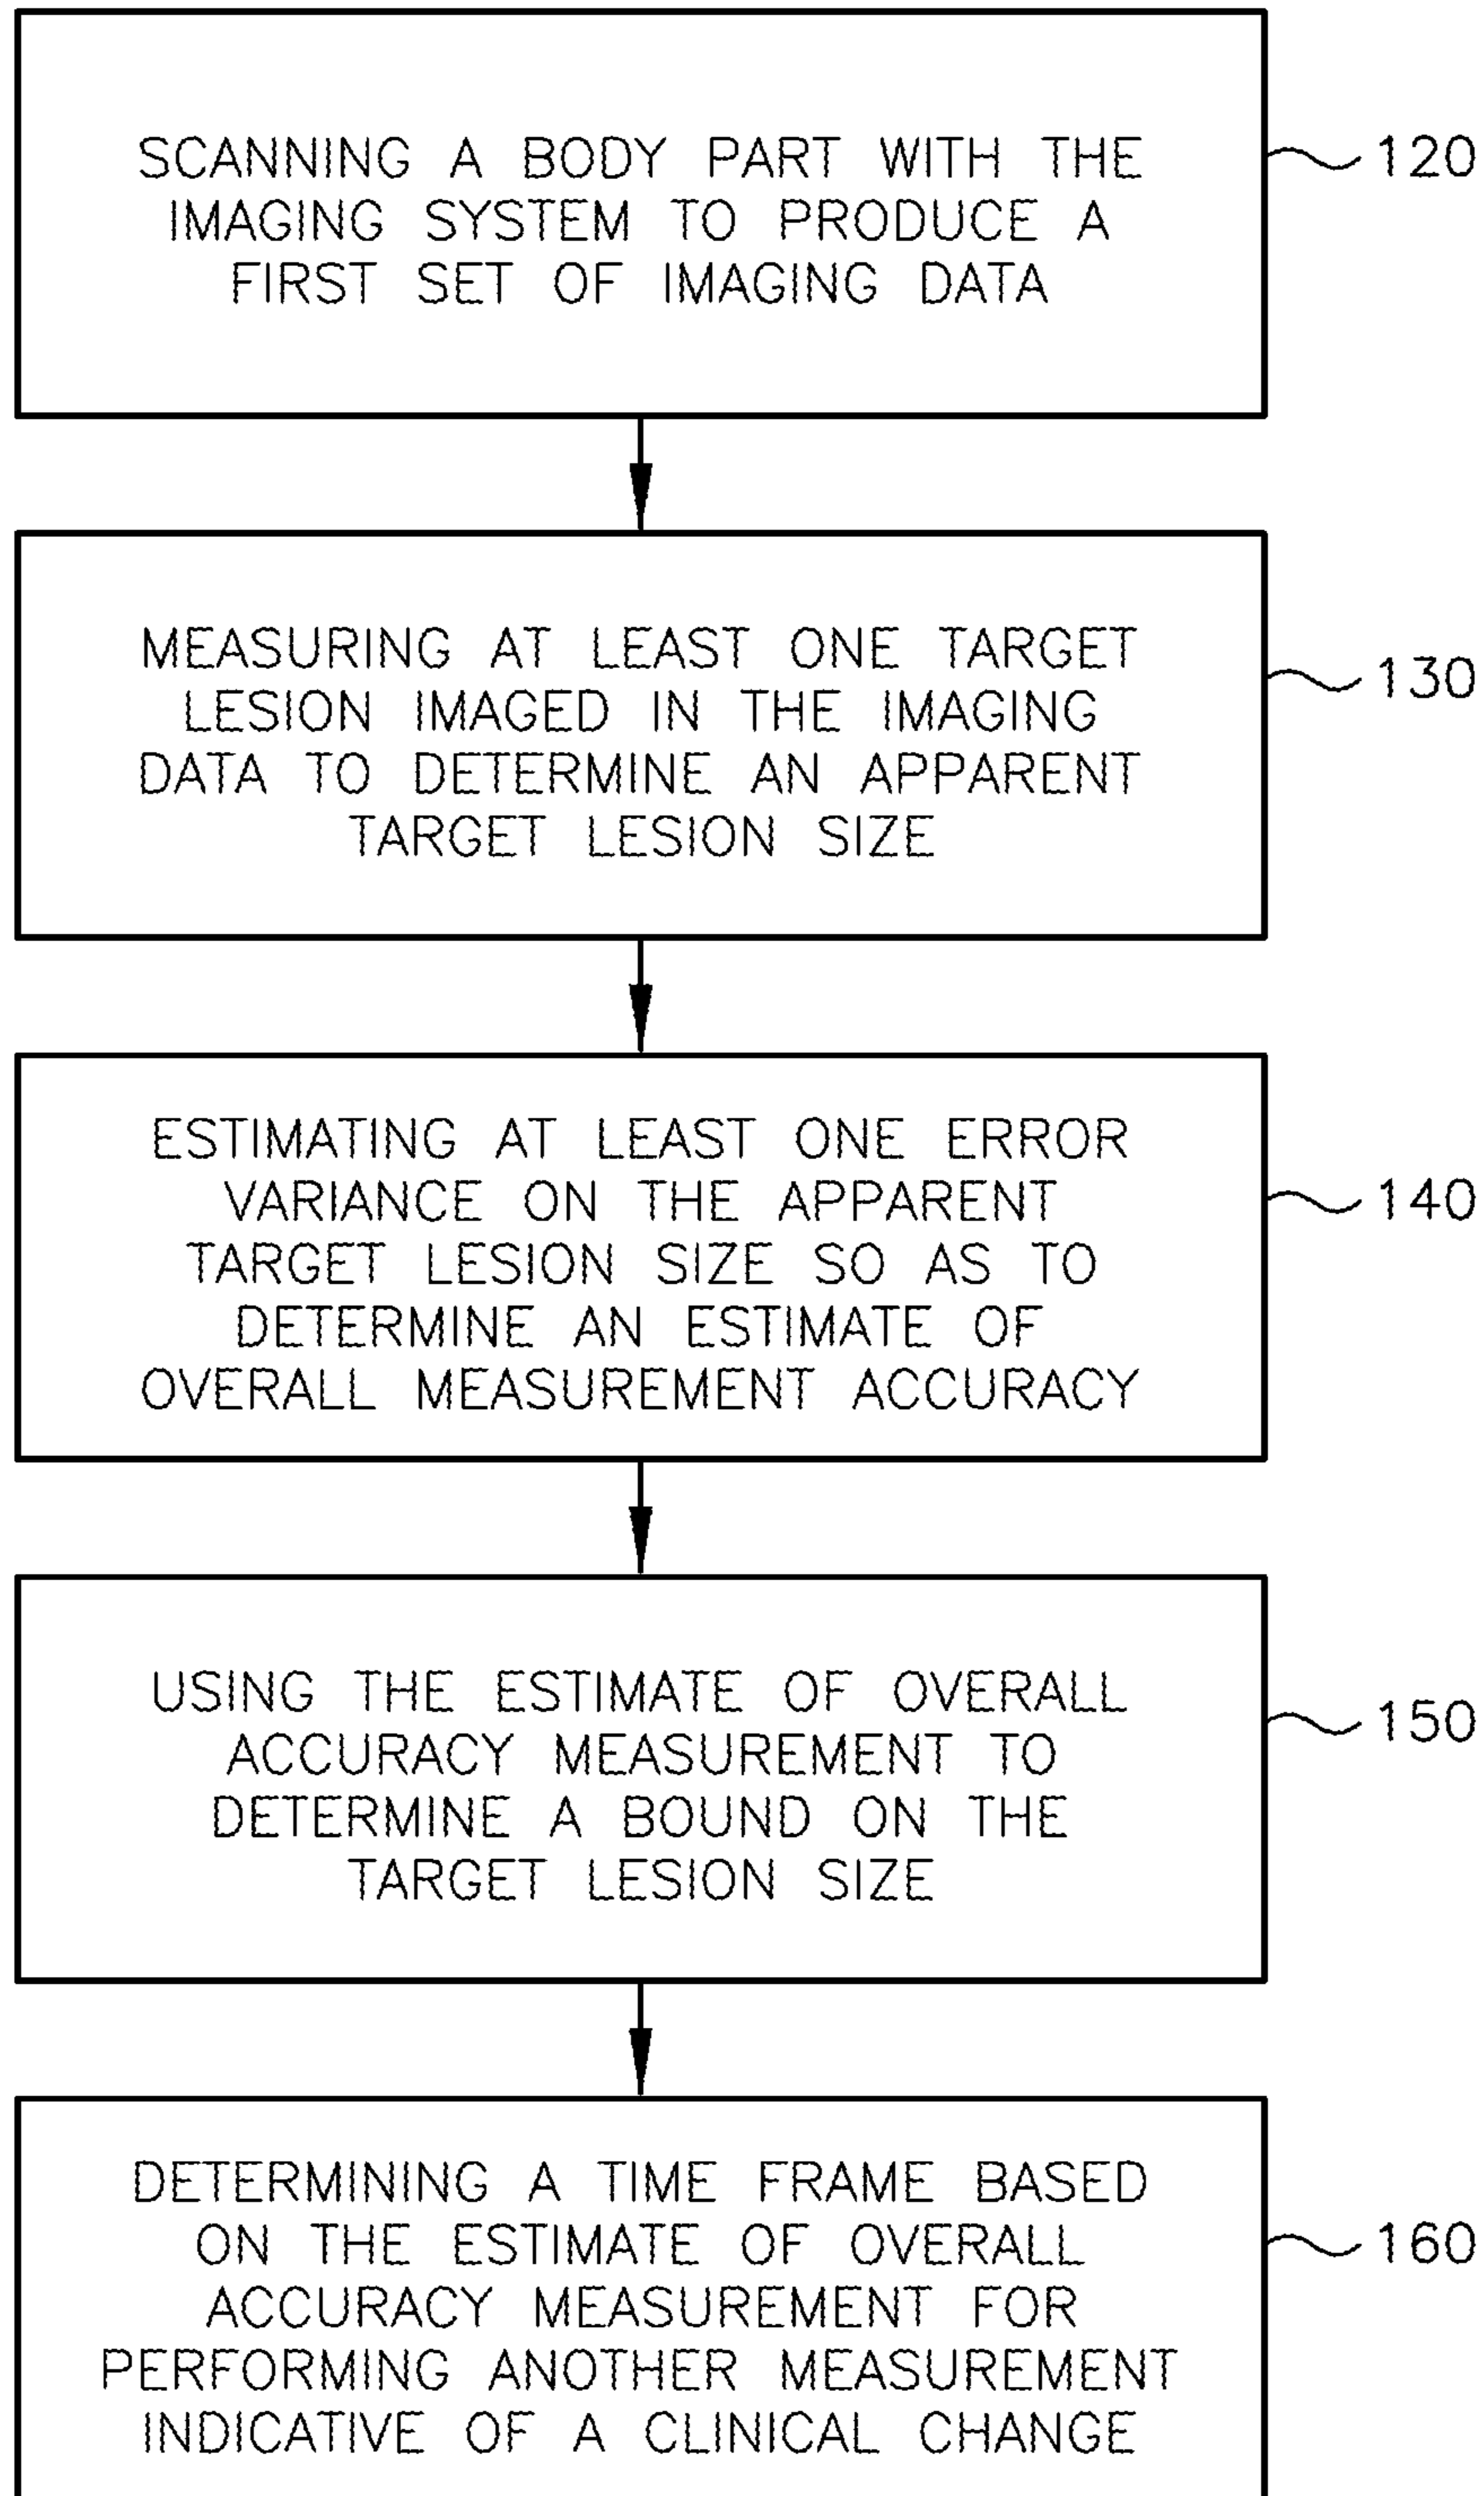 SCANNING A BODY PART WITH THE
IMAGING SYSTEM TO PRODUCE A
FIRST SET OF IMAGING DATA
120
MEASURING AT LEAST ONE TARGET
LESION IMAGED IN THE IMAGING
DATA TO DETERMINE AN APPARENT
TARGET LESION SIZE
130
ESTIMATING AT LEAST ONE ERROR
VARIANCE ON THE APPARENT
TARGET LESION SIZE SO AS TO
DETERMINE AN ESTIMATE OF
OVERALL MEASUREMENT ACCURACY
140
USING THE ESTIMATE OF OVERALL
ACCURACY MEASUREMENT TO
DETERMINE A BOUND ON THE
TARGET LESION SIZE
150
DETERMINING A TIME FRAME BASED
ON THE ESTIMATE OF OVERALL
ACCURACY MEASUREMENT FOR
PERFORMING ANOTHER MEASUREMENT
INDICATIVE OF A CLINICAL CHANGE
160